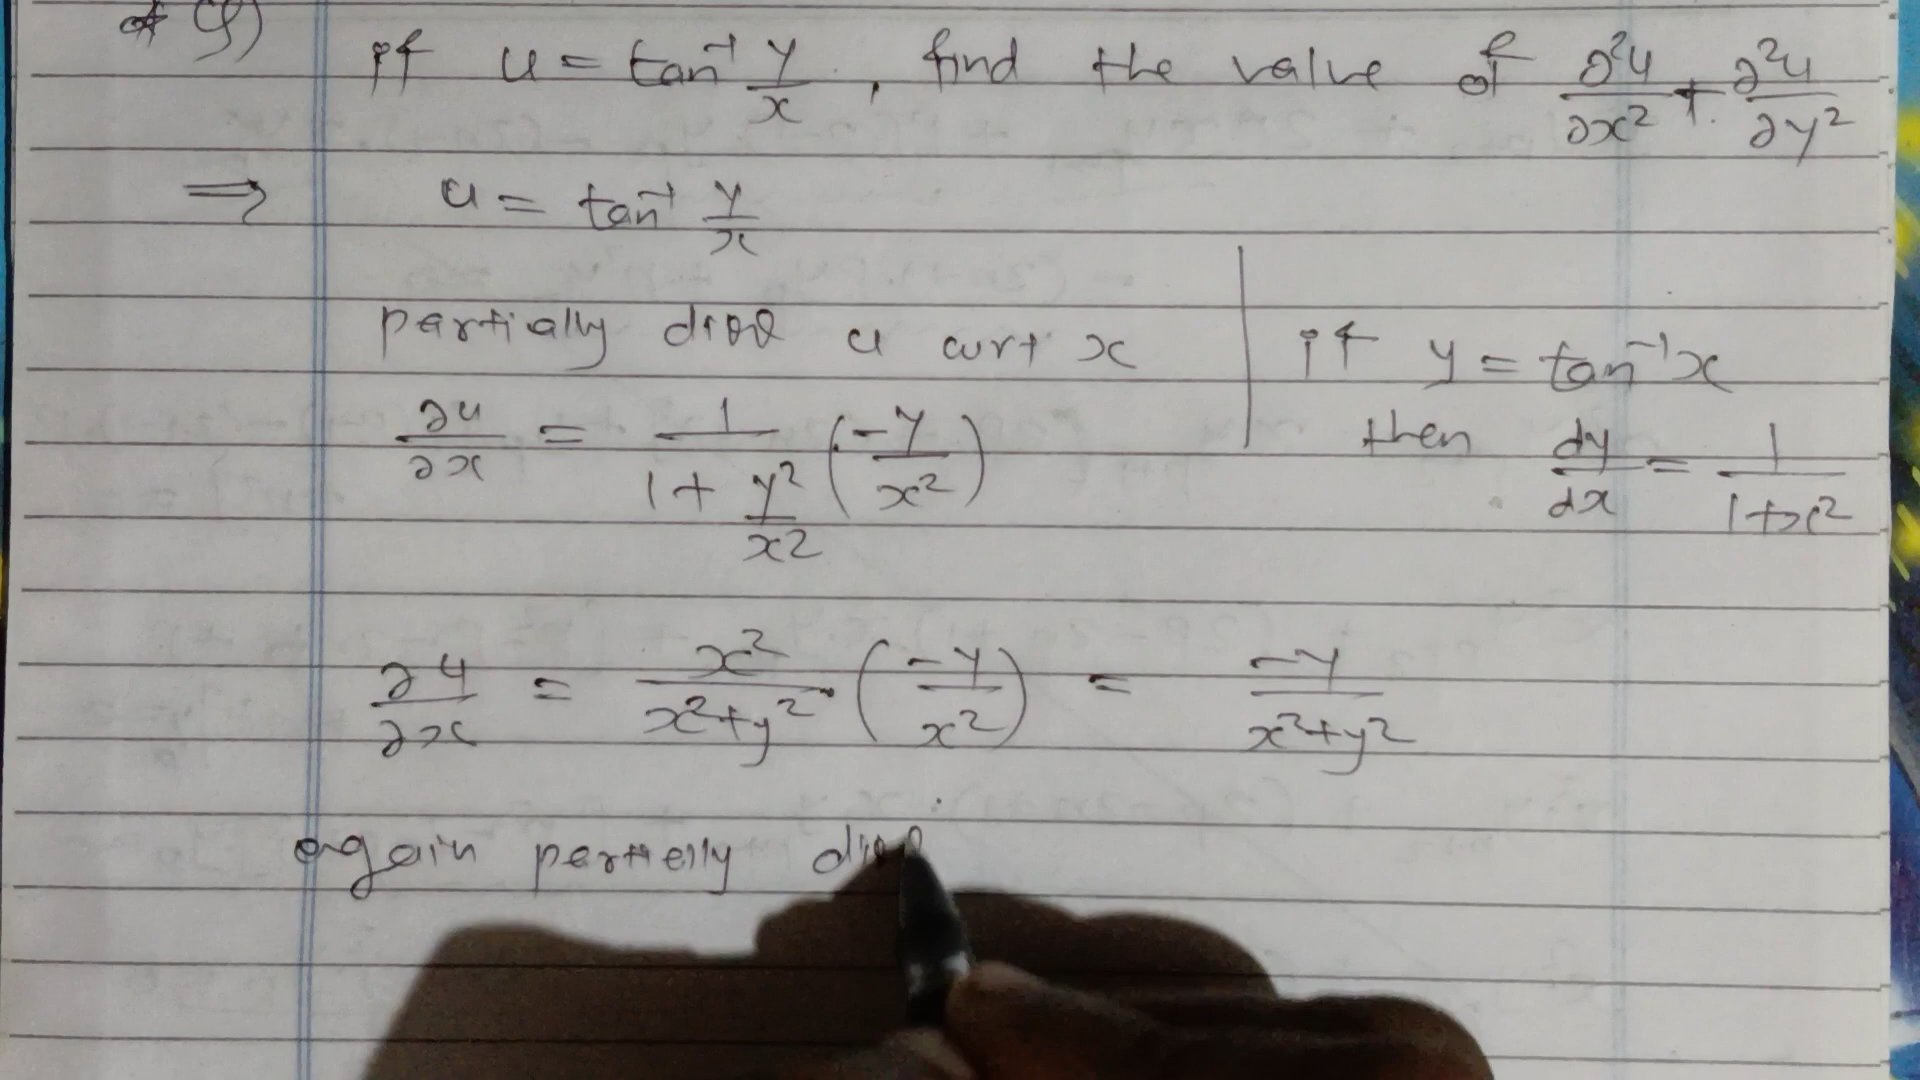 if u = tan⁻¹ y/x , find the value of ∂²u/∂x² + ∂²u/∂y²
⇒ u = tan⁻¹ y/x
partially diff u wrt x
∂u/∂x = 1/(1 + y²/x²) (-y/x²)
if y = tan⁻¹x
then dy/dx = 1/(1+x²)
∂u/∂x = x²/(x²+y²) (-y/x²) = -y/(x²+y²)
again partially